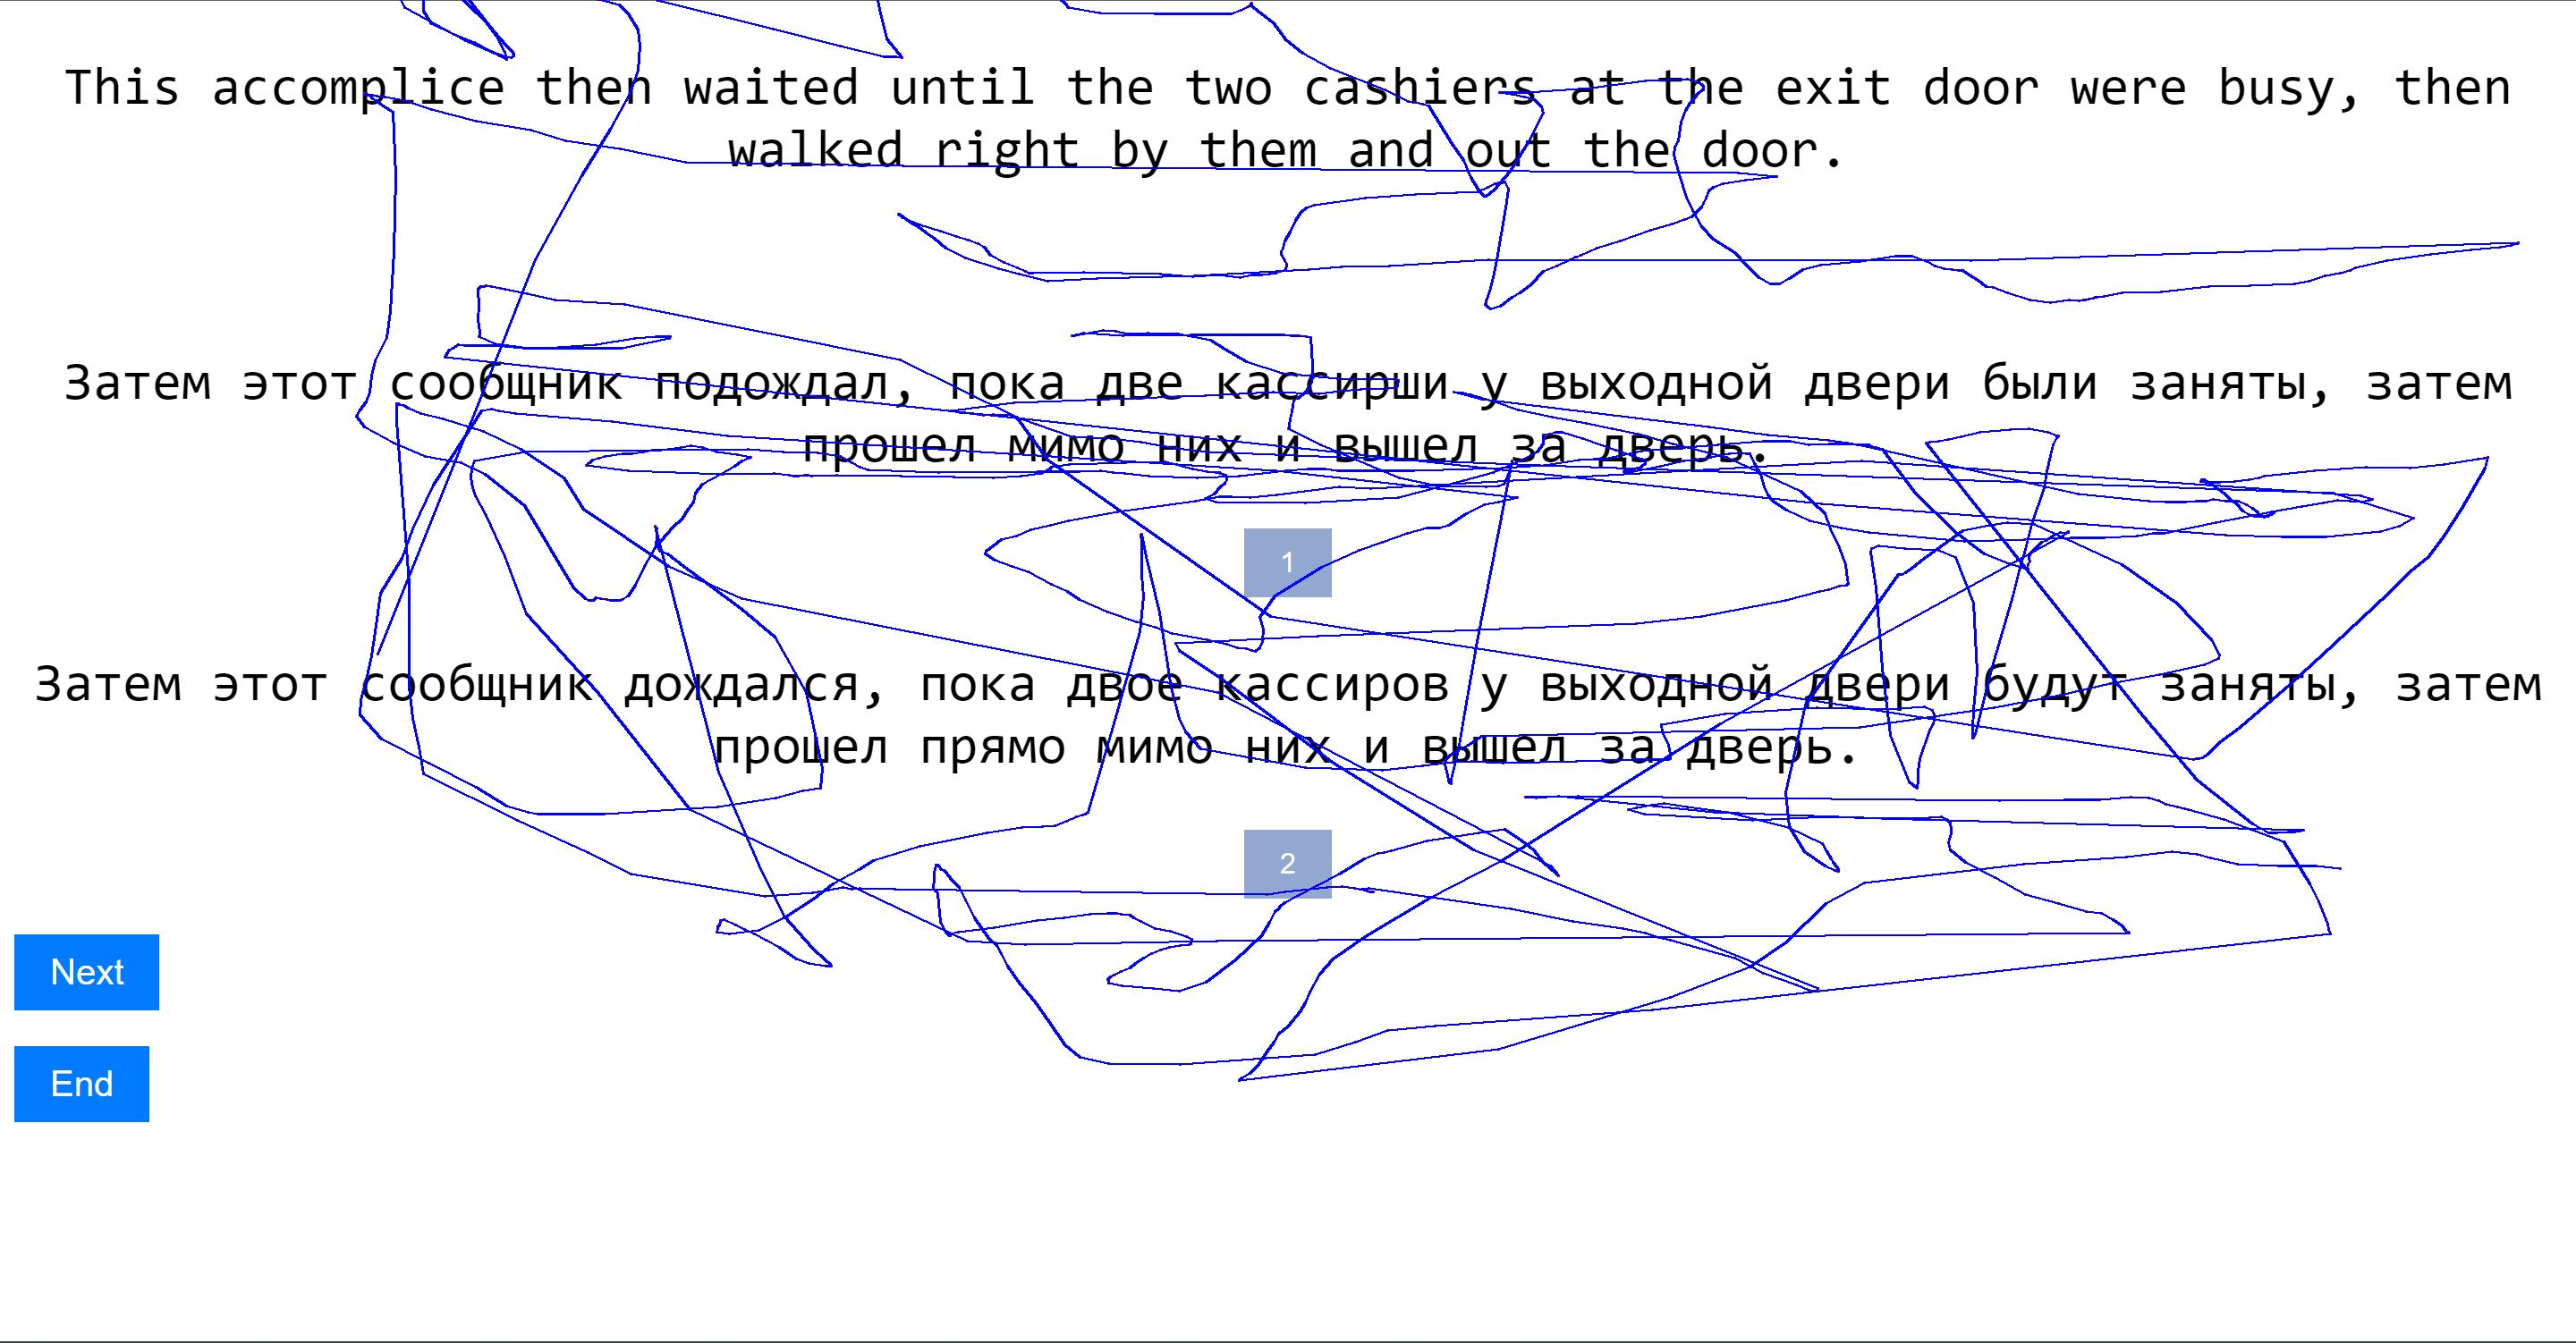 This accomplice then waited until the two cashiers at the exit door were busy, then
walked right by them and out the door.
Затем этот сообщник подождал, пока две кассирши у выходной двери были заняты, затем
прошел мимо них и вышел за дверь.
1
Затем этот сообщник дождался, пока двое кассиров у выходной двери будут заняты, затем
прошел прямо мимо них и вышел за дверь.
2
Next
End